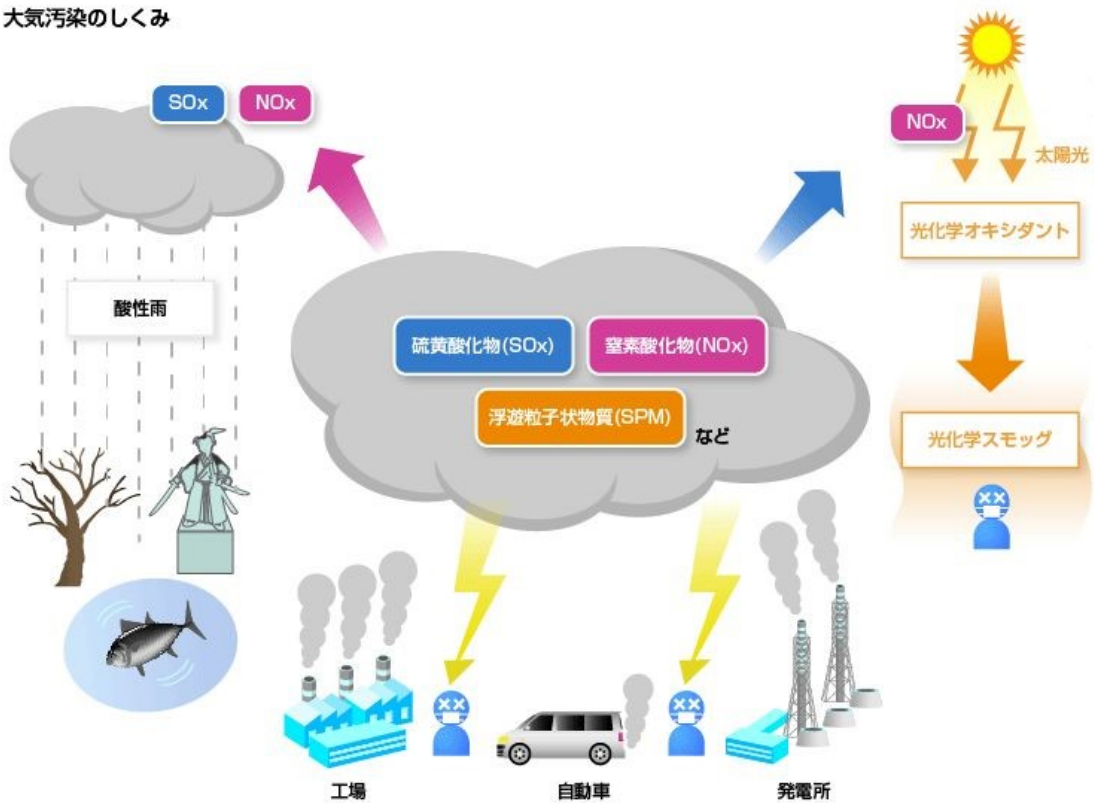 大気汚染のしくみ
SOx
NOx
NOx
太陽光
光化学オキシダント
酸性雨
硫黄酸化物(SOx)
窒素酸化物(NOx)
浮遊粒子状物質(SPM)
など
光化学スモッグ
工場
自動車
発電所